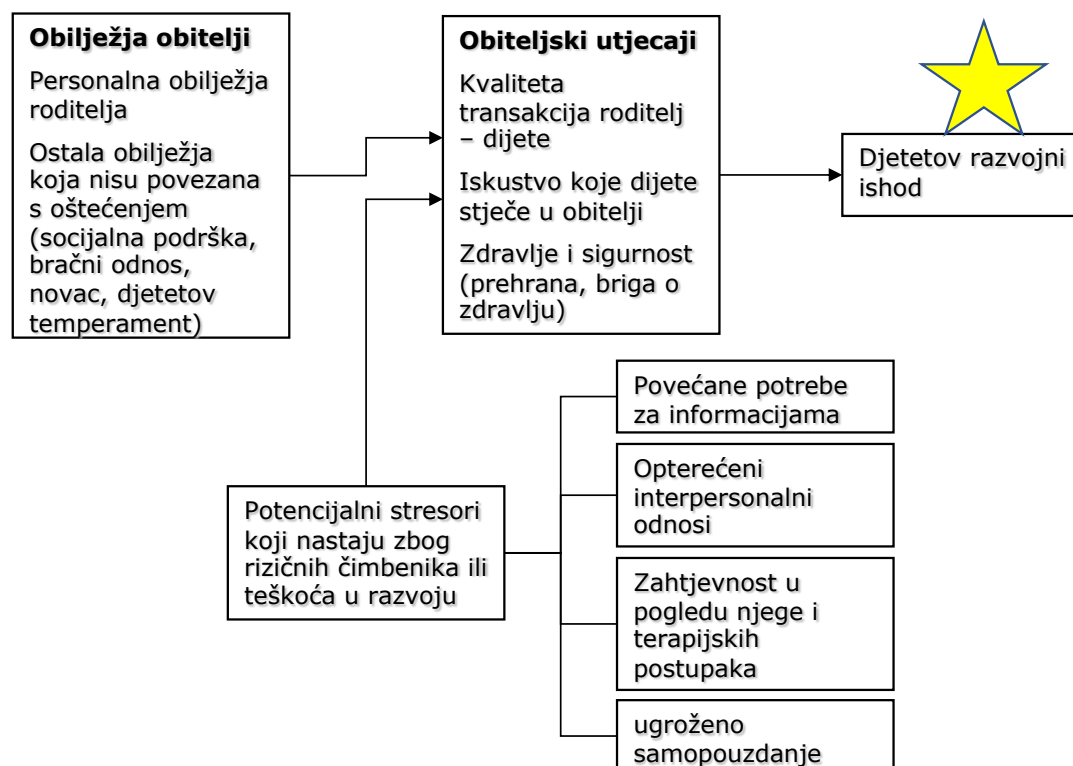 Obilježja obitelji
Personalna obilježja
roditelja
Ostala obilježja
koja nisu povezana
s oštećenjem
(socijalna podrška,
bračni odnos,
novac, djetetov
temperament)
Obiteljski utjecaji
Kvaliteta
transakcija roditelj
– dijete
Iskustvo koje dijete
stječe u obitelji
Zdravlje i sigurnost
(prehrana, briga o
zdravlju)
Djetetov razvojni
ishod
Potencijalni stresori
koji nastaju zbog
rizičnih čimbenika ili
teškoća u razvoju
Povećane potrebe
za informacijama
Opterećeni
interpersonalni
odnosi
Zahtjevnost u
pogledu njege i
terapijskih
postupaka
ugroženo
samopouzdanje